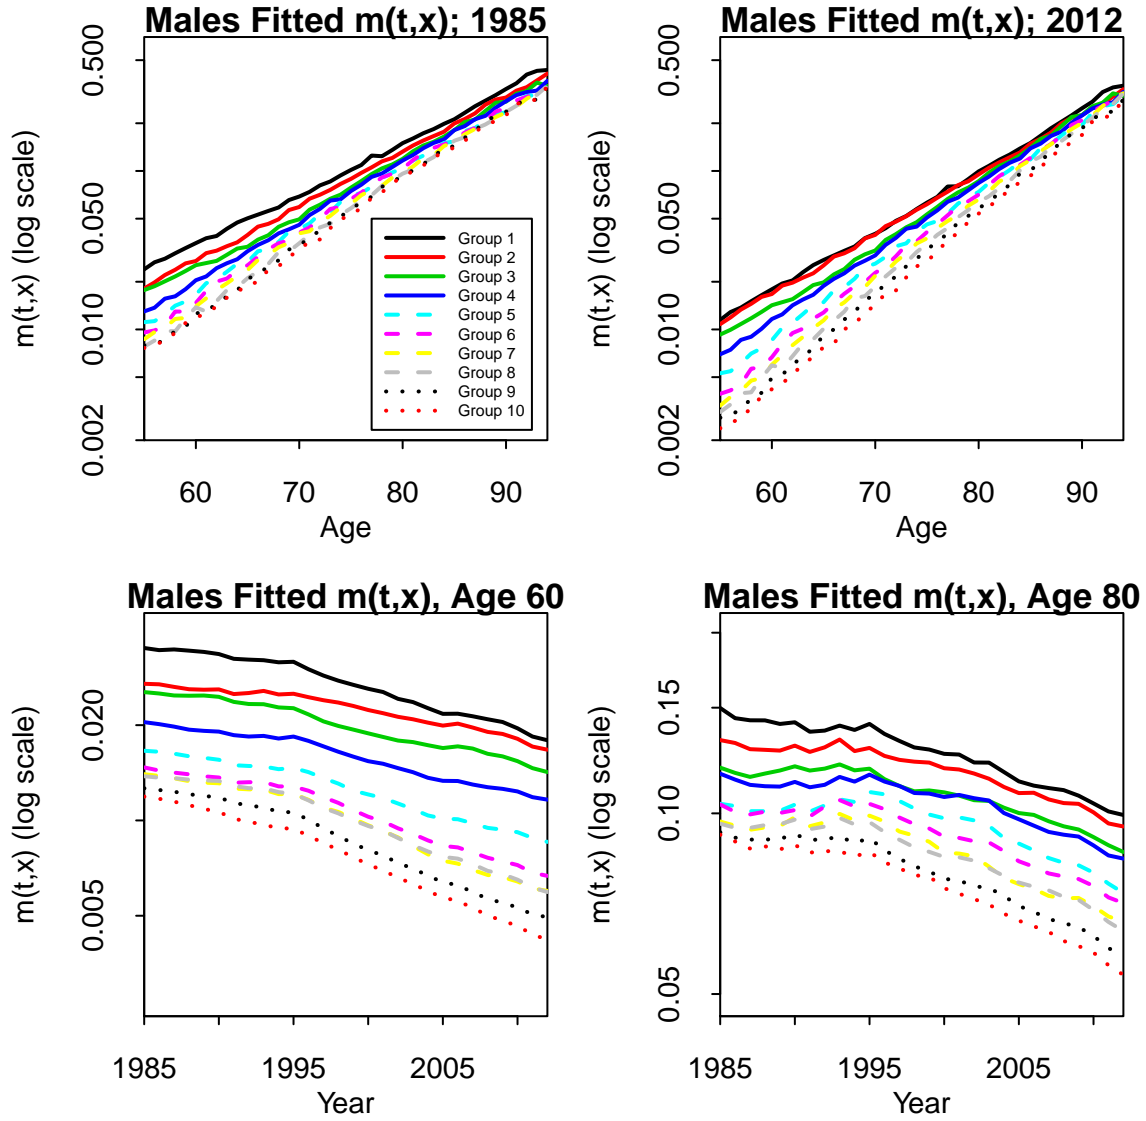 Males Fitted m(t,x); 1985
m(t,x) (log scale)
0.500
0.050
0.010
0.002
Group 1
Group 2
Group 3
Group 4
Group 5
Group 6
Group 7
Group 8
Group 9
Group 10
60 70 80 90
Age
Males Fitted m(t,x); 2012
m(t,x) (log scale)
0.500
0.050
0.010
0.002
60 70 80 90
Age
Males Fitted m(t,x), Age 60
m(t,x) (log scale)
0.020
0.005
1985 1995 2005
Year
Males Fitted m(t,x), Age 80
m(t,x) (log scale)
0.15
0.10
0.05
1985 1995 2005
Year